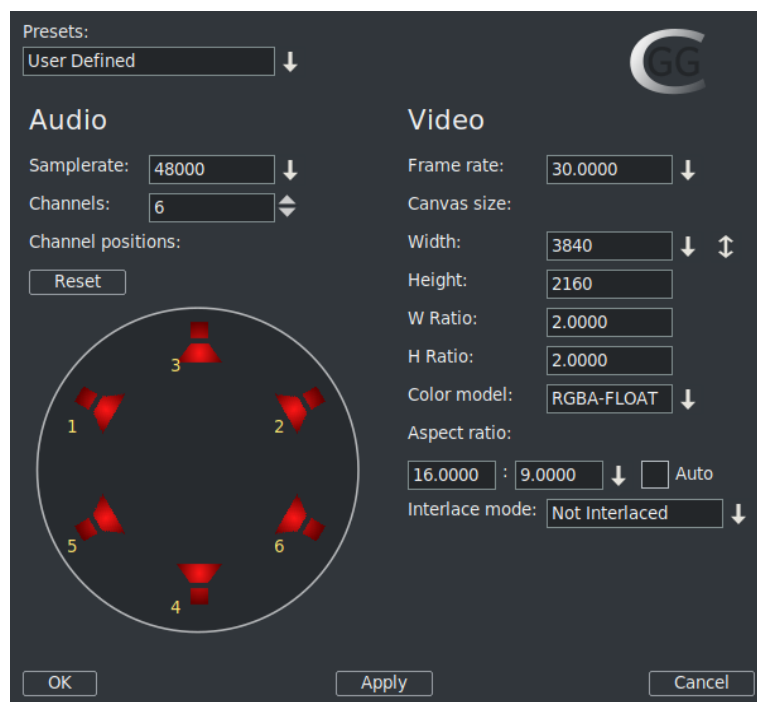 Presets:
User Defined
GG
Audio
Samplerate: 48000
Channels: 6
Channel positions:
Reset
3
1
2
5
6
4
Video
Frame rate: 30.0000
Canvas size:
Width: 3840
Height: 2160
W Ratio: 2.0000
H Ratio: 2.0000
Color model: RGBA-FLOAT
Aspect ratio:
16.0000 : 9.0000 Auto
Interlace mode: Not Interlaced
OK Apply Cancel